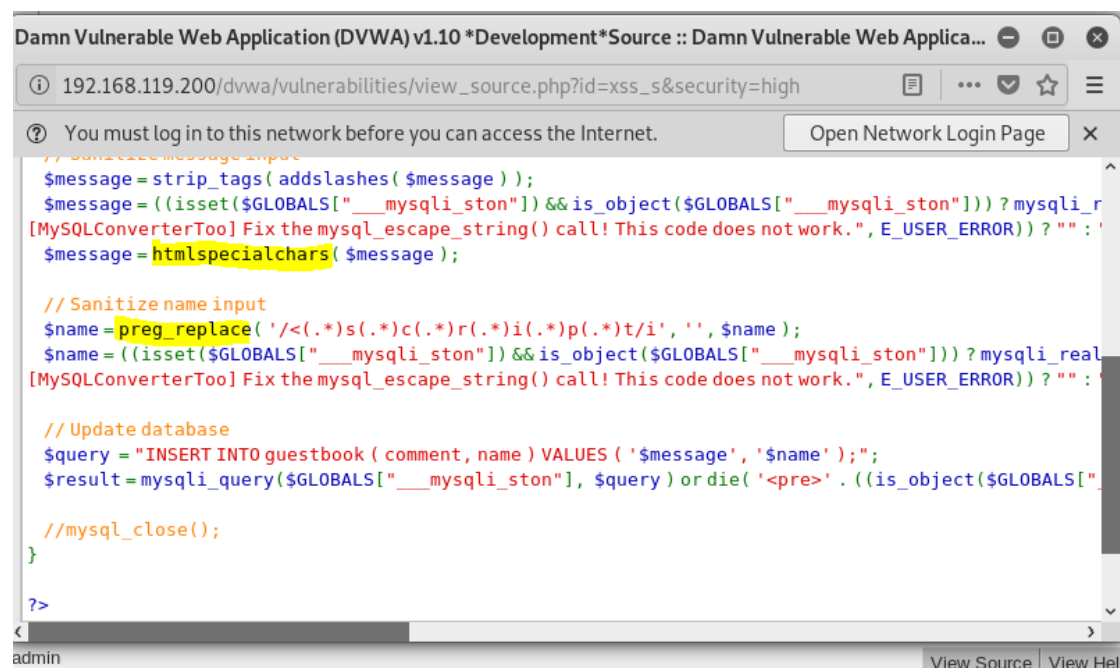 Damn Vulnerable Web Application (DVWA) v1.10 *Development*Source :: Damn Vulnerable Web Applica...
192.168.119.200/dvwa/vulnerabilities/view_source.php?id=xss_s&security=high
You must log in to this network before you can access the Internet. Open Network Login Page
// Sanitize message input
$message = strip_tags( addslashes( $message ) );
$message = ((isset($GLOBALS["___mysqli_ston"]) && is_object($GLOBALS["___mysqli_ston"])) ? mysqli_r
[MySQLConverterToo] Fix the mysql_escape_string() call! This code does not work.", E_USER_ERROR)) ? "" : "
$message = htmlspecialchars( $message );
// Sanitize name input
$name = preg_replace( '/<(.*)s(.*)c(.*)r(.*)i(.*)p(.*)t/i', '', $name );
$name = ((isset($GLOBALS["___mysqli_ston"]) && is_object($GLOBALS["___mysqli_ston"])) ? mysqli_real
[MySQLConverterToo] Fix the mysql_escape_string() call! This code does not work.", E_USER_ERROR)) ? "" : "
// Update database
$query = "INSERT INTO guestbook ( comment, name ) VALUES ( '$message', '$name' );";
$result = mysqli_query($GLOBALS["___mysqli_ston"], $query ) or die( '<pre>' . ((is_object($GLOBALS["_
//mysql_close();
}
?>
admin View Source View Hel